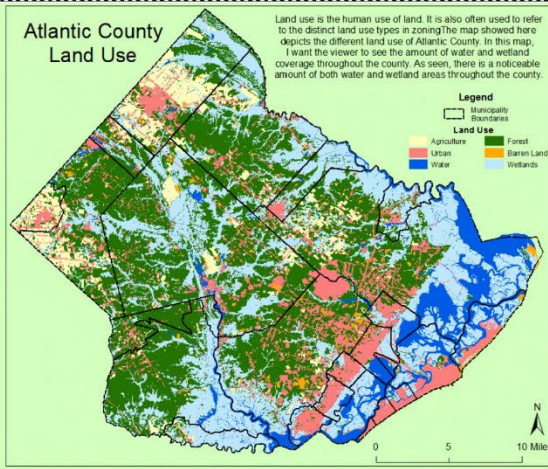 Atlantic County
Land Use
Land use is the human use of land. It is also often used to refer
to the distinct land use types in zoningThe map showed here
depicts the different land use of Atlantic County. In this map,
I want the viewer to see the amount of water and wetland
coverage throughout the county. As seen, there is a noticeable
amount of both water and wetland areas throughout the county.
Legend
Municipality
Boundaries
Land Use
Agriculture
Forest
Urban
Barren Land
Water
Wetlands
N
0 5 10 Miles